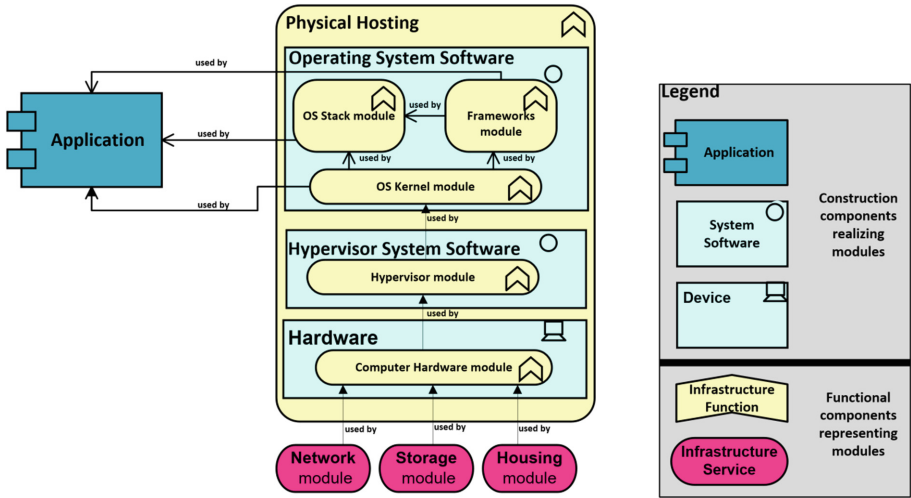 Physical Hosting
Operating System Software
used by
OS Stack module
used by
Frameworks
module
Application
used by
used by
used by
OS Kernel module
used by
used by
Hypervisor System Software
Hypervisor module
used by
Hardware
Computer Hardware module
used by
used by
used by
Network
module
Storage
module
Housing
module
Legend
Application
System
Software
Device
Construction
components
realizing
modules
Infrastructure
Function
Infrastructure
Service
Functional
components
representing
modules